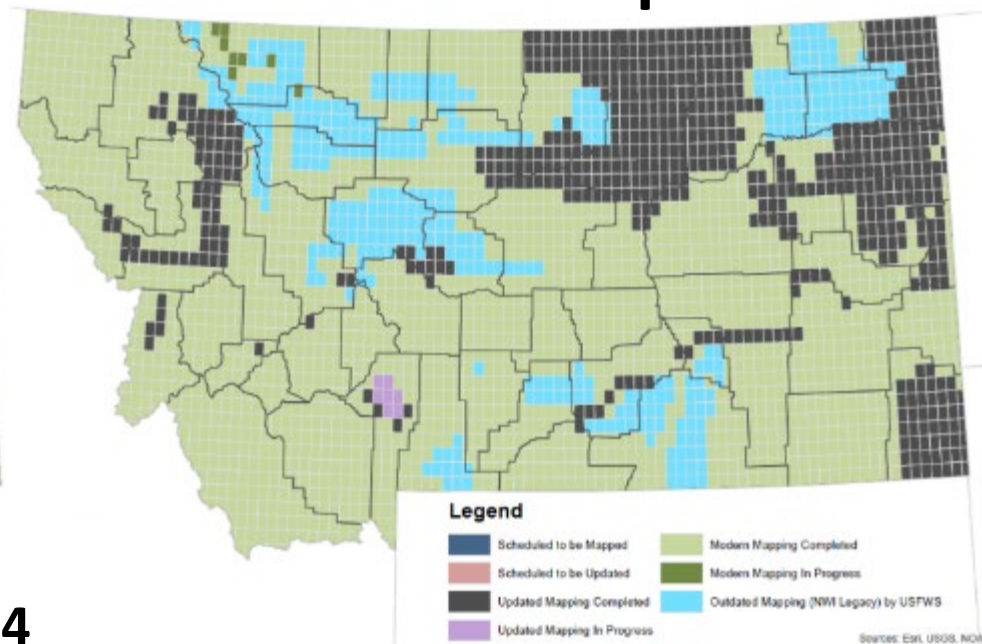 Legend
Scheduled to be Mapped
Scheduled to be Updated
Updated Mapping Completed
Updated Mapping In Progress
Modern Mapping Completed
Modern Mapping In Progress
Outdated Mapping (NWI Legacy) by USFWS
4
Sources: Esri, USGS,